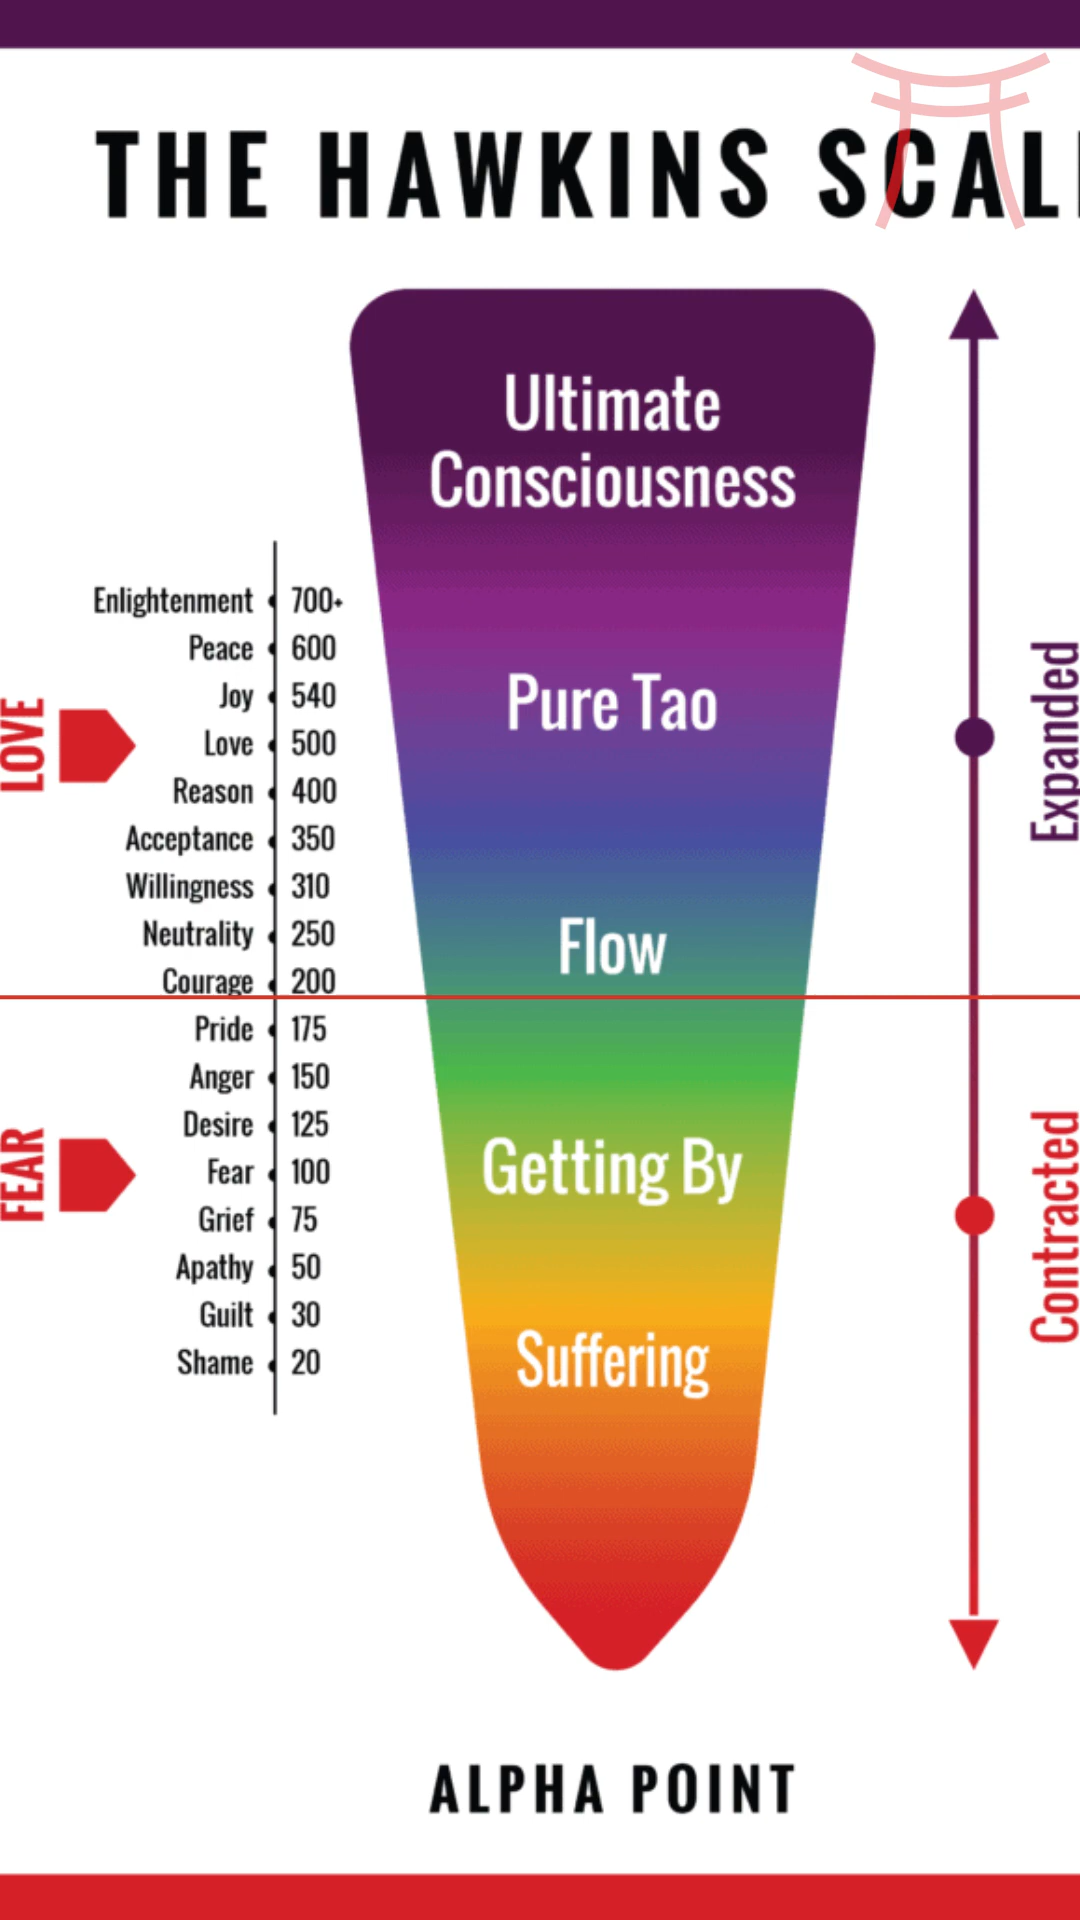 THE HAWKINS SCAL
Ultimate
Consciousness
Enlightenment 700+
Peace 600
Joy 540
Love 500
Reason 400
Acceptance 350
Willingness 310
Neutrality 250
Courage 200
Pride 175
Anger 150
Desire 125
Fear 100
Grief 75
Apathy 50
Guilt 30
Shame 20
LOVE
FEAR
Pure Tao
Flow
Getting By
Suffering
Expanded
Contracted
ALPHA POINT